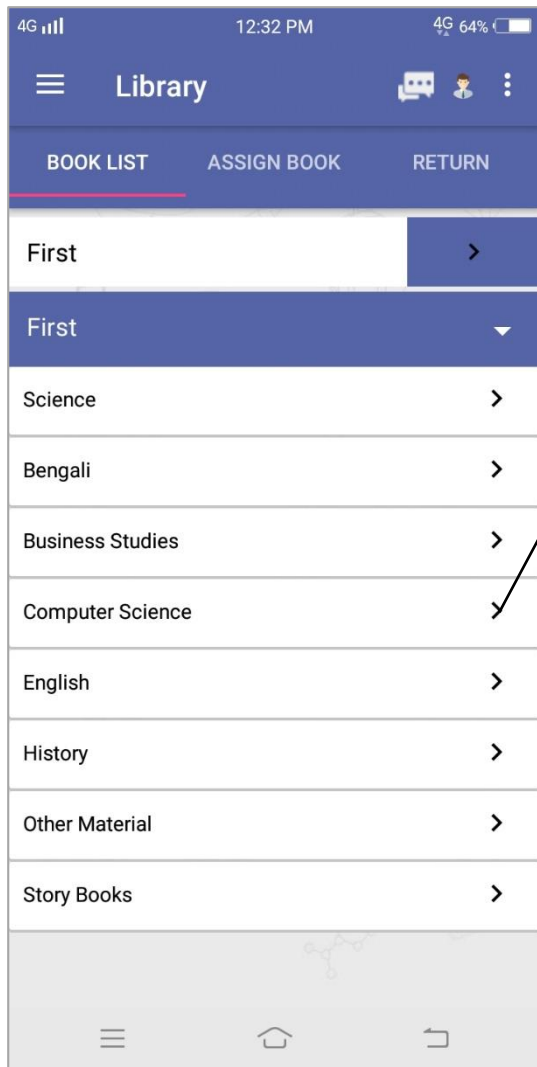 4G 12:32 PM 4G 64%
Library
BOOK LIST ASSIGN BOOK RETURN
First
First
Science
Bengali
Business Studies
Computer Science
English
History
Other Material
Story Books